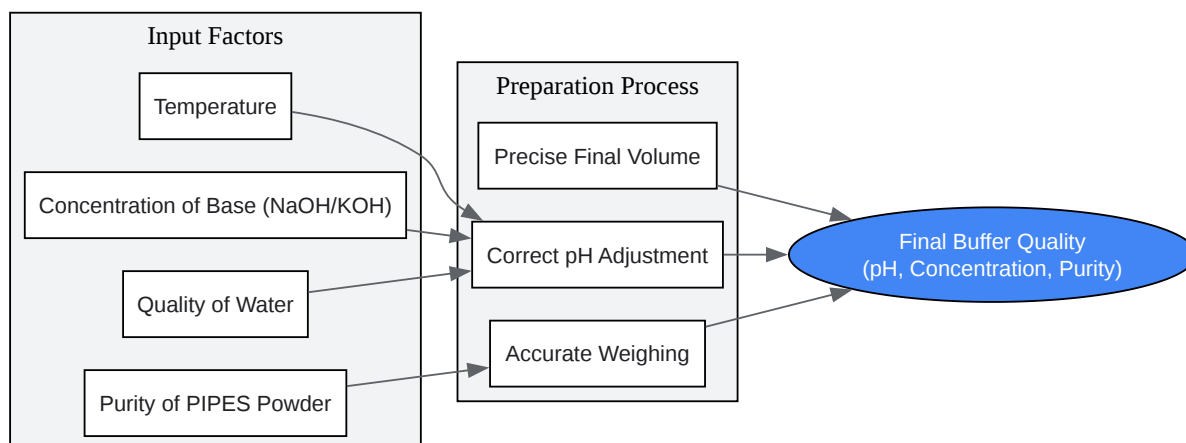 Input Factors
Temperature
Concentration of Base (NaOH/KOH)
Quality of Water
Purity of PIPES Powder
Preparation Process
Precise Final Volume
Correct pH Adjustment
Accurate Weighing
Final Buffer Quality
(pH, Concentration, Purity)